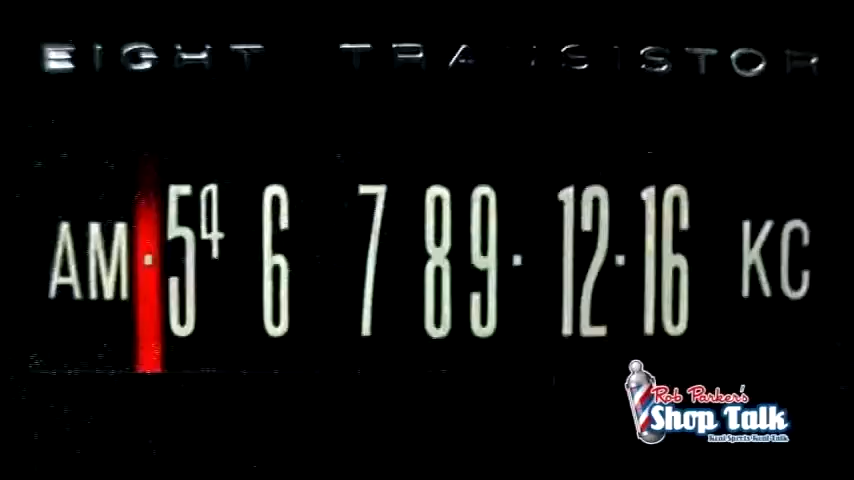 EIGHT TRANSISTOR
AM · 5⁴ 6 7 8 9 · 12 · 16 KC
Rob Parker's
Shop Talk
Real Sports Real Talk